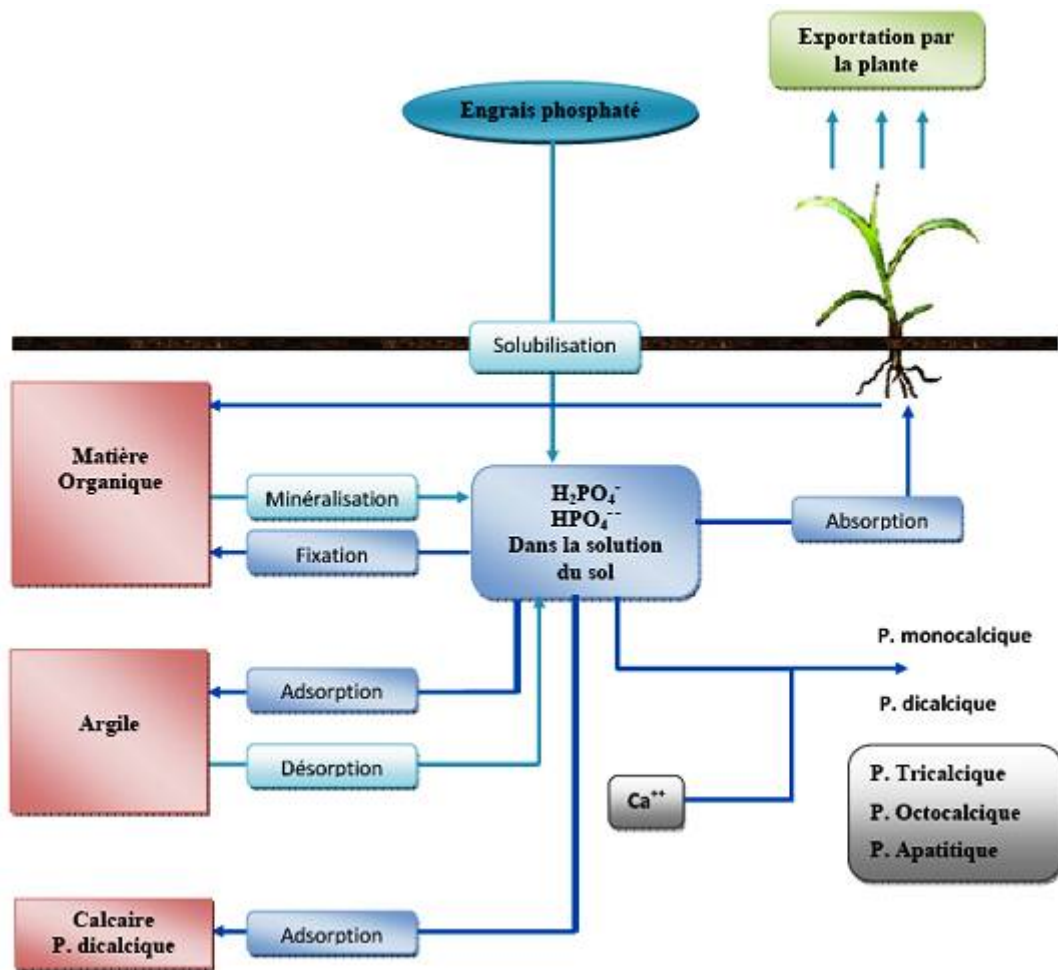 Exportation par
la plante
Engrais phosphaté
Solubilisation
Matière
Organique
Minéralisation
Fixation
H₂PO₄⁻
HPO₄⁻⁻
Dans la solution
du sol
Absorption
P. monocalcique
P. dicalcique
Argile
Adsorption
Désorption
Ca⁺⁺
P. Tricalcique
P. Octocalcique
P. Apatitique
Calcaire
P. dicalcique
Adsorption